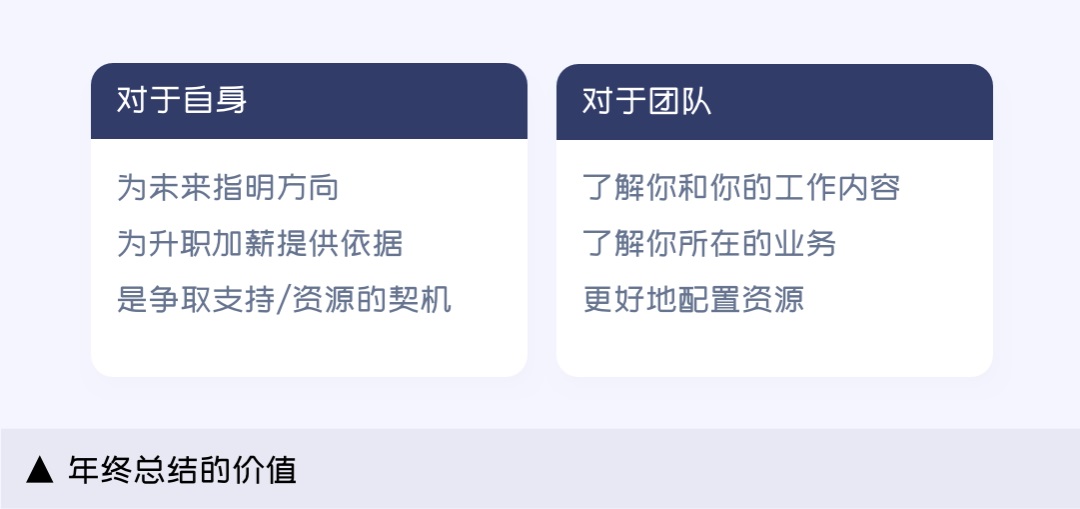 对于自身
为未来指明方向
为升职加薪提供依据
是争取支持/资源的契机
对于团队
了解你和你的工作内容
了解你所在的业务
更好地配置资源
▲ 年终总结的价值